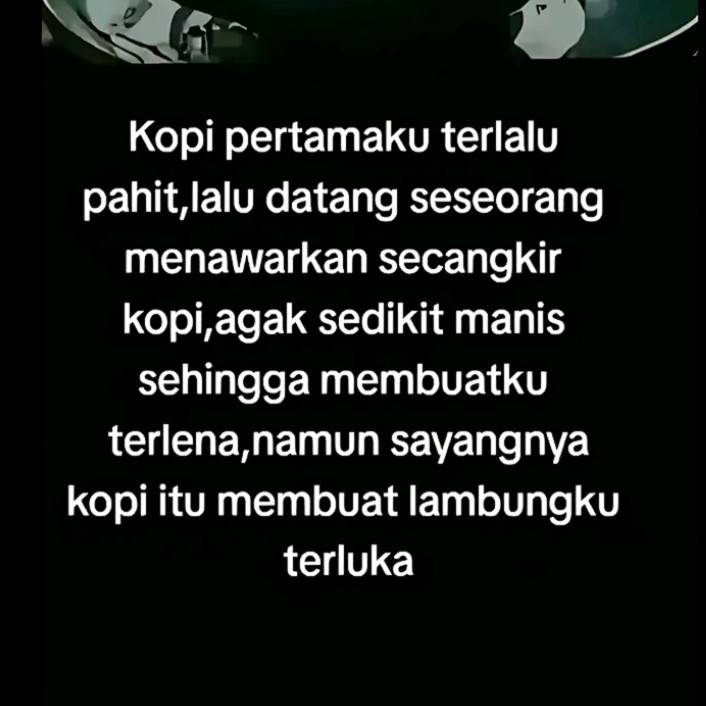 Kopi pertamaku terlalu
pahit,lalu datang seseorang
menawarkan secangkir
kopi,agak sedikit manis
sehingga membuatku
terlena,namun sayangnya
kopi itu membuat lambungku
terluka